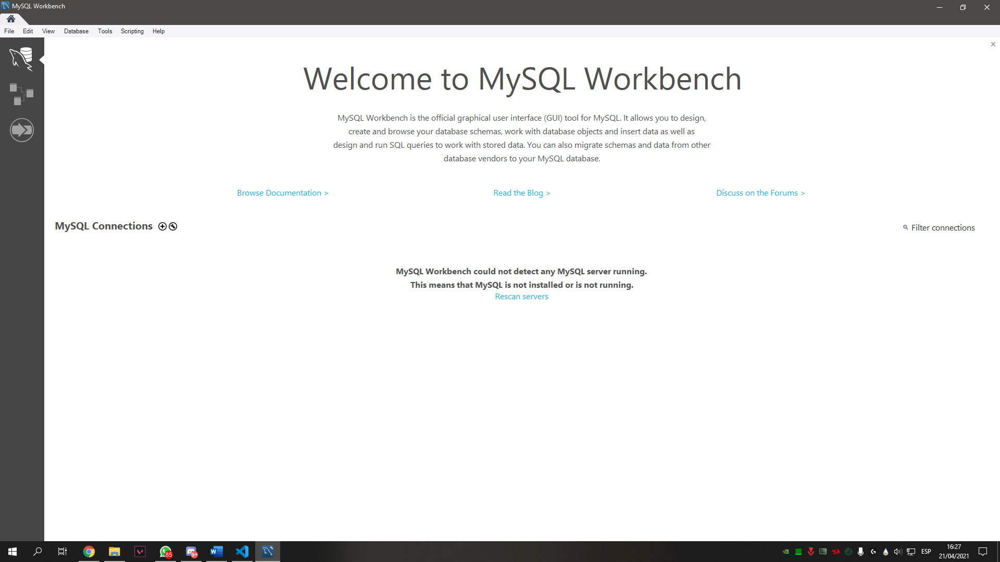 MySQL Workbench
File Edit View Database Tools Scripting Help
Welcome to MySQL Workbench
MySQL Workbench is the official graphical user interface (GUI) tool for MySQL. It allows you to design,
create and browse your database schemas, work with database objects and insert data as well as
design and run SQL queries to work with stored data. You can also migrate schemas and data from other
database vendors to your MySQL database.
Browse Documentation > Read the Blog > Discuss on the Forums >
MySQL Connections Filter connections
MySQL Workbench could not detect any MySQL server running.
This means that MySQL is not installed or is not running.
Rescan servers
85 9+ W ESP 16:27
21/04/2021